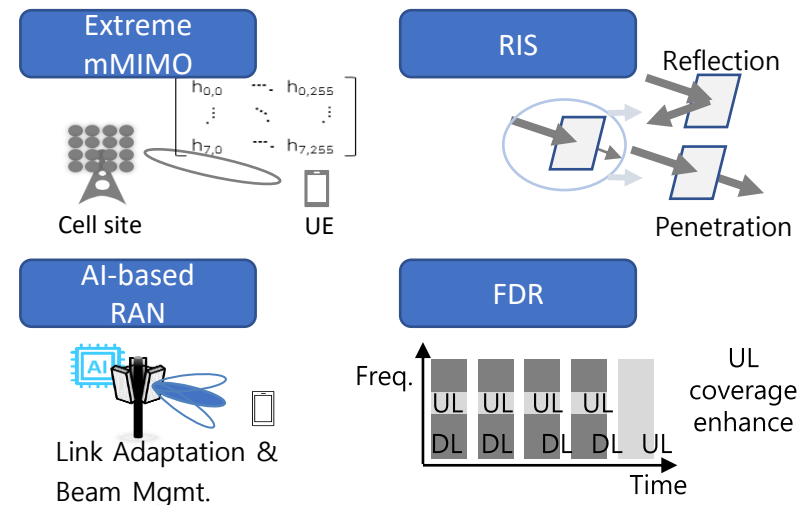 Extreme
mMIMO
h0,0 ---. h0,255
h7,0 ---. h7,255
Cell site
UE
RIS
Reflection
Penetration
AI-based
RAN
AI
Link Adaptation &
Beam Mgmt.
FDR
Freq.
UL UL UL UL
DL DL DL DL UL
Time
UL
coverage
enhance